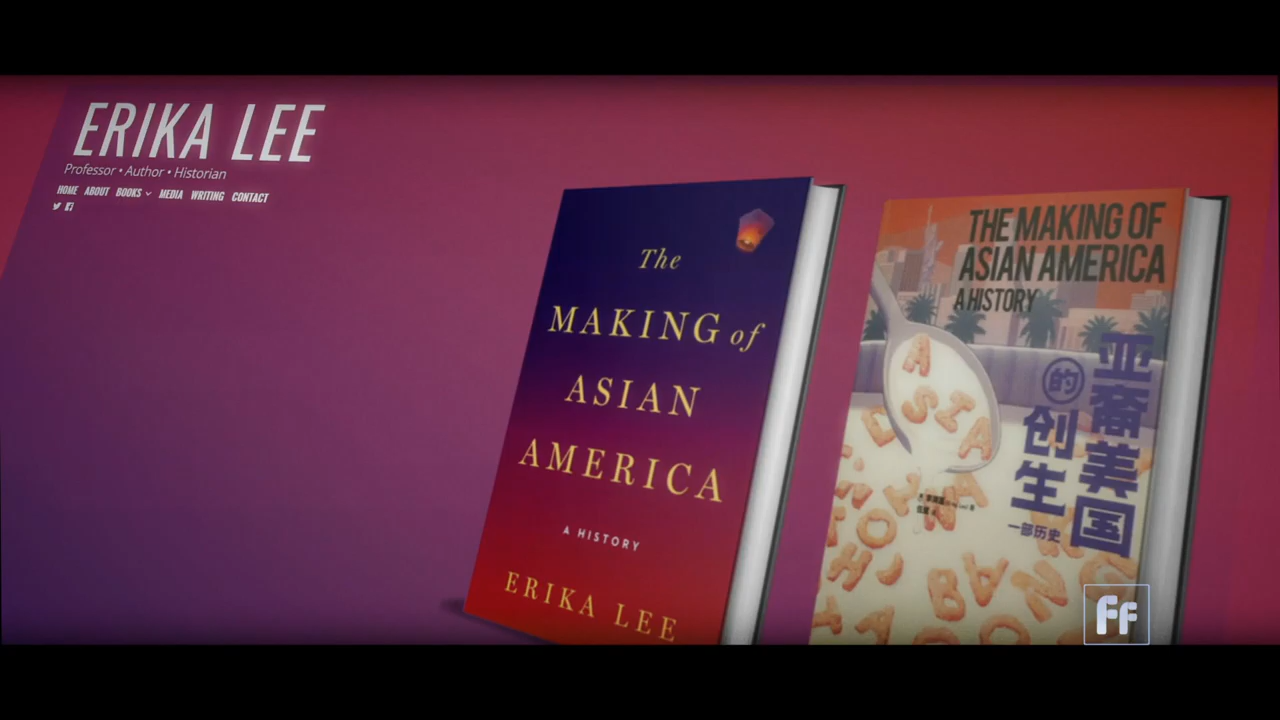 ERIKA LEE
Professor • Author • Historian
HOME ABOUT BOOKS MEDIA WRITING CONTACT
The
MAKING of
ASIAN
AMERICA
A HISTORY
ERIKA LEE
THE MAKING OF
ASIAN AMERICA
A HISTORY
亚裔美国
的创生
一部历史
A
SIA
Ff